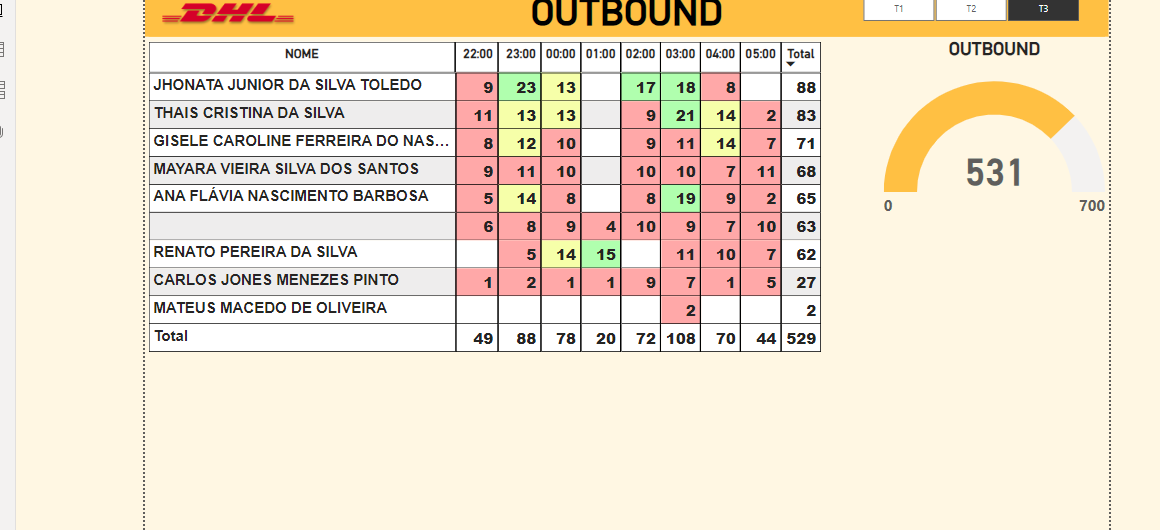 DHL
OUTBOUND
T1 T2 T3
NOME 22:00 23:00 00:00 01:00 02:00 03:00 04:00 05:00 Total
JHONATA JUNIOR DA SILVA TOLEDO 9 23 13 17 18 8 88
THAIS CRISTINA DA SILVA 11 13 13 9 21 14 2 83
GISELE CAROLINE FERREIRA DO NAS... 8 12 10 9 11 14 7 71
MAYARA VIEIRA SILVA DOS SANTOS 9 11 10 10 10 7 11 68
ANA FLÁVIA NASCIMENTO BARBOSA 5 14 8 8 19 9 2 65
6 8 9 4 10 9 7 10 63
RENATO PEREIRA DA SILVA 5 14 15 11 10 7 62
CARLOS JONES MENEZES PINTO 1 2 1 1 9 7 1 5 27
MATEUS MACEDO DE OLIVEIRA 2 2
Total 49 88 78 20 72 108 70 44 529
OUTBOUND
531
0 700